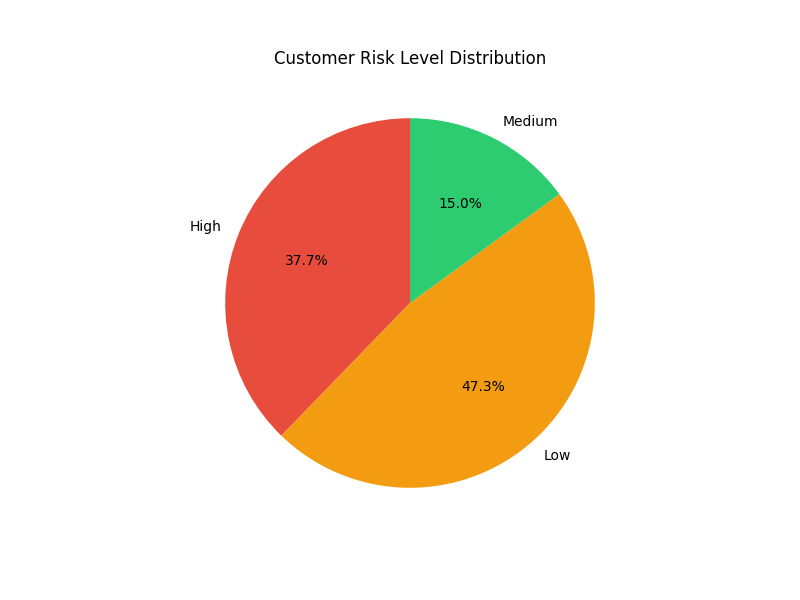 Customer Risk Level Distribution
Medium
15.0%
High
37.7%
47.3%
Low